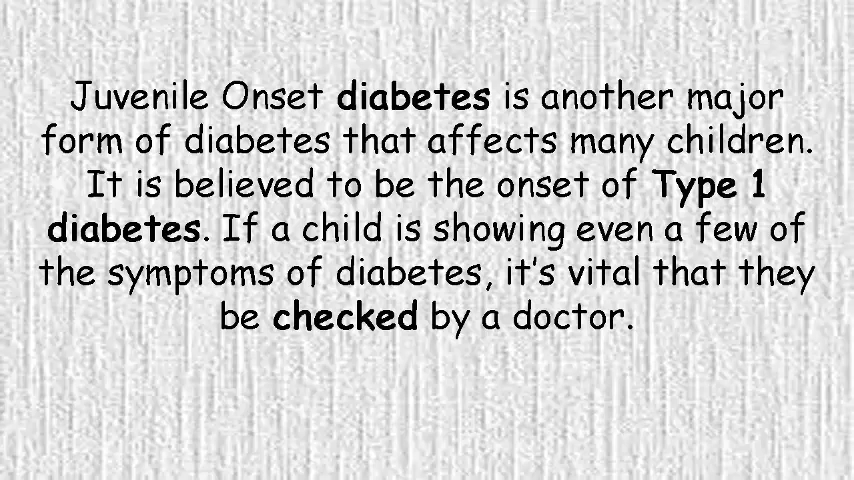 Juvenile Onset diabetes is another major
form of diabetes that affects many children.
It is believed to be the onset of Type 1
diabetes. If a child is showing even a few of
the symptoms of diabetes, it's vital that they
be checked by a doctor.